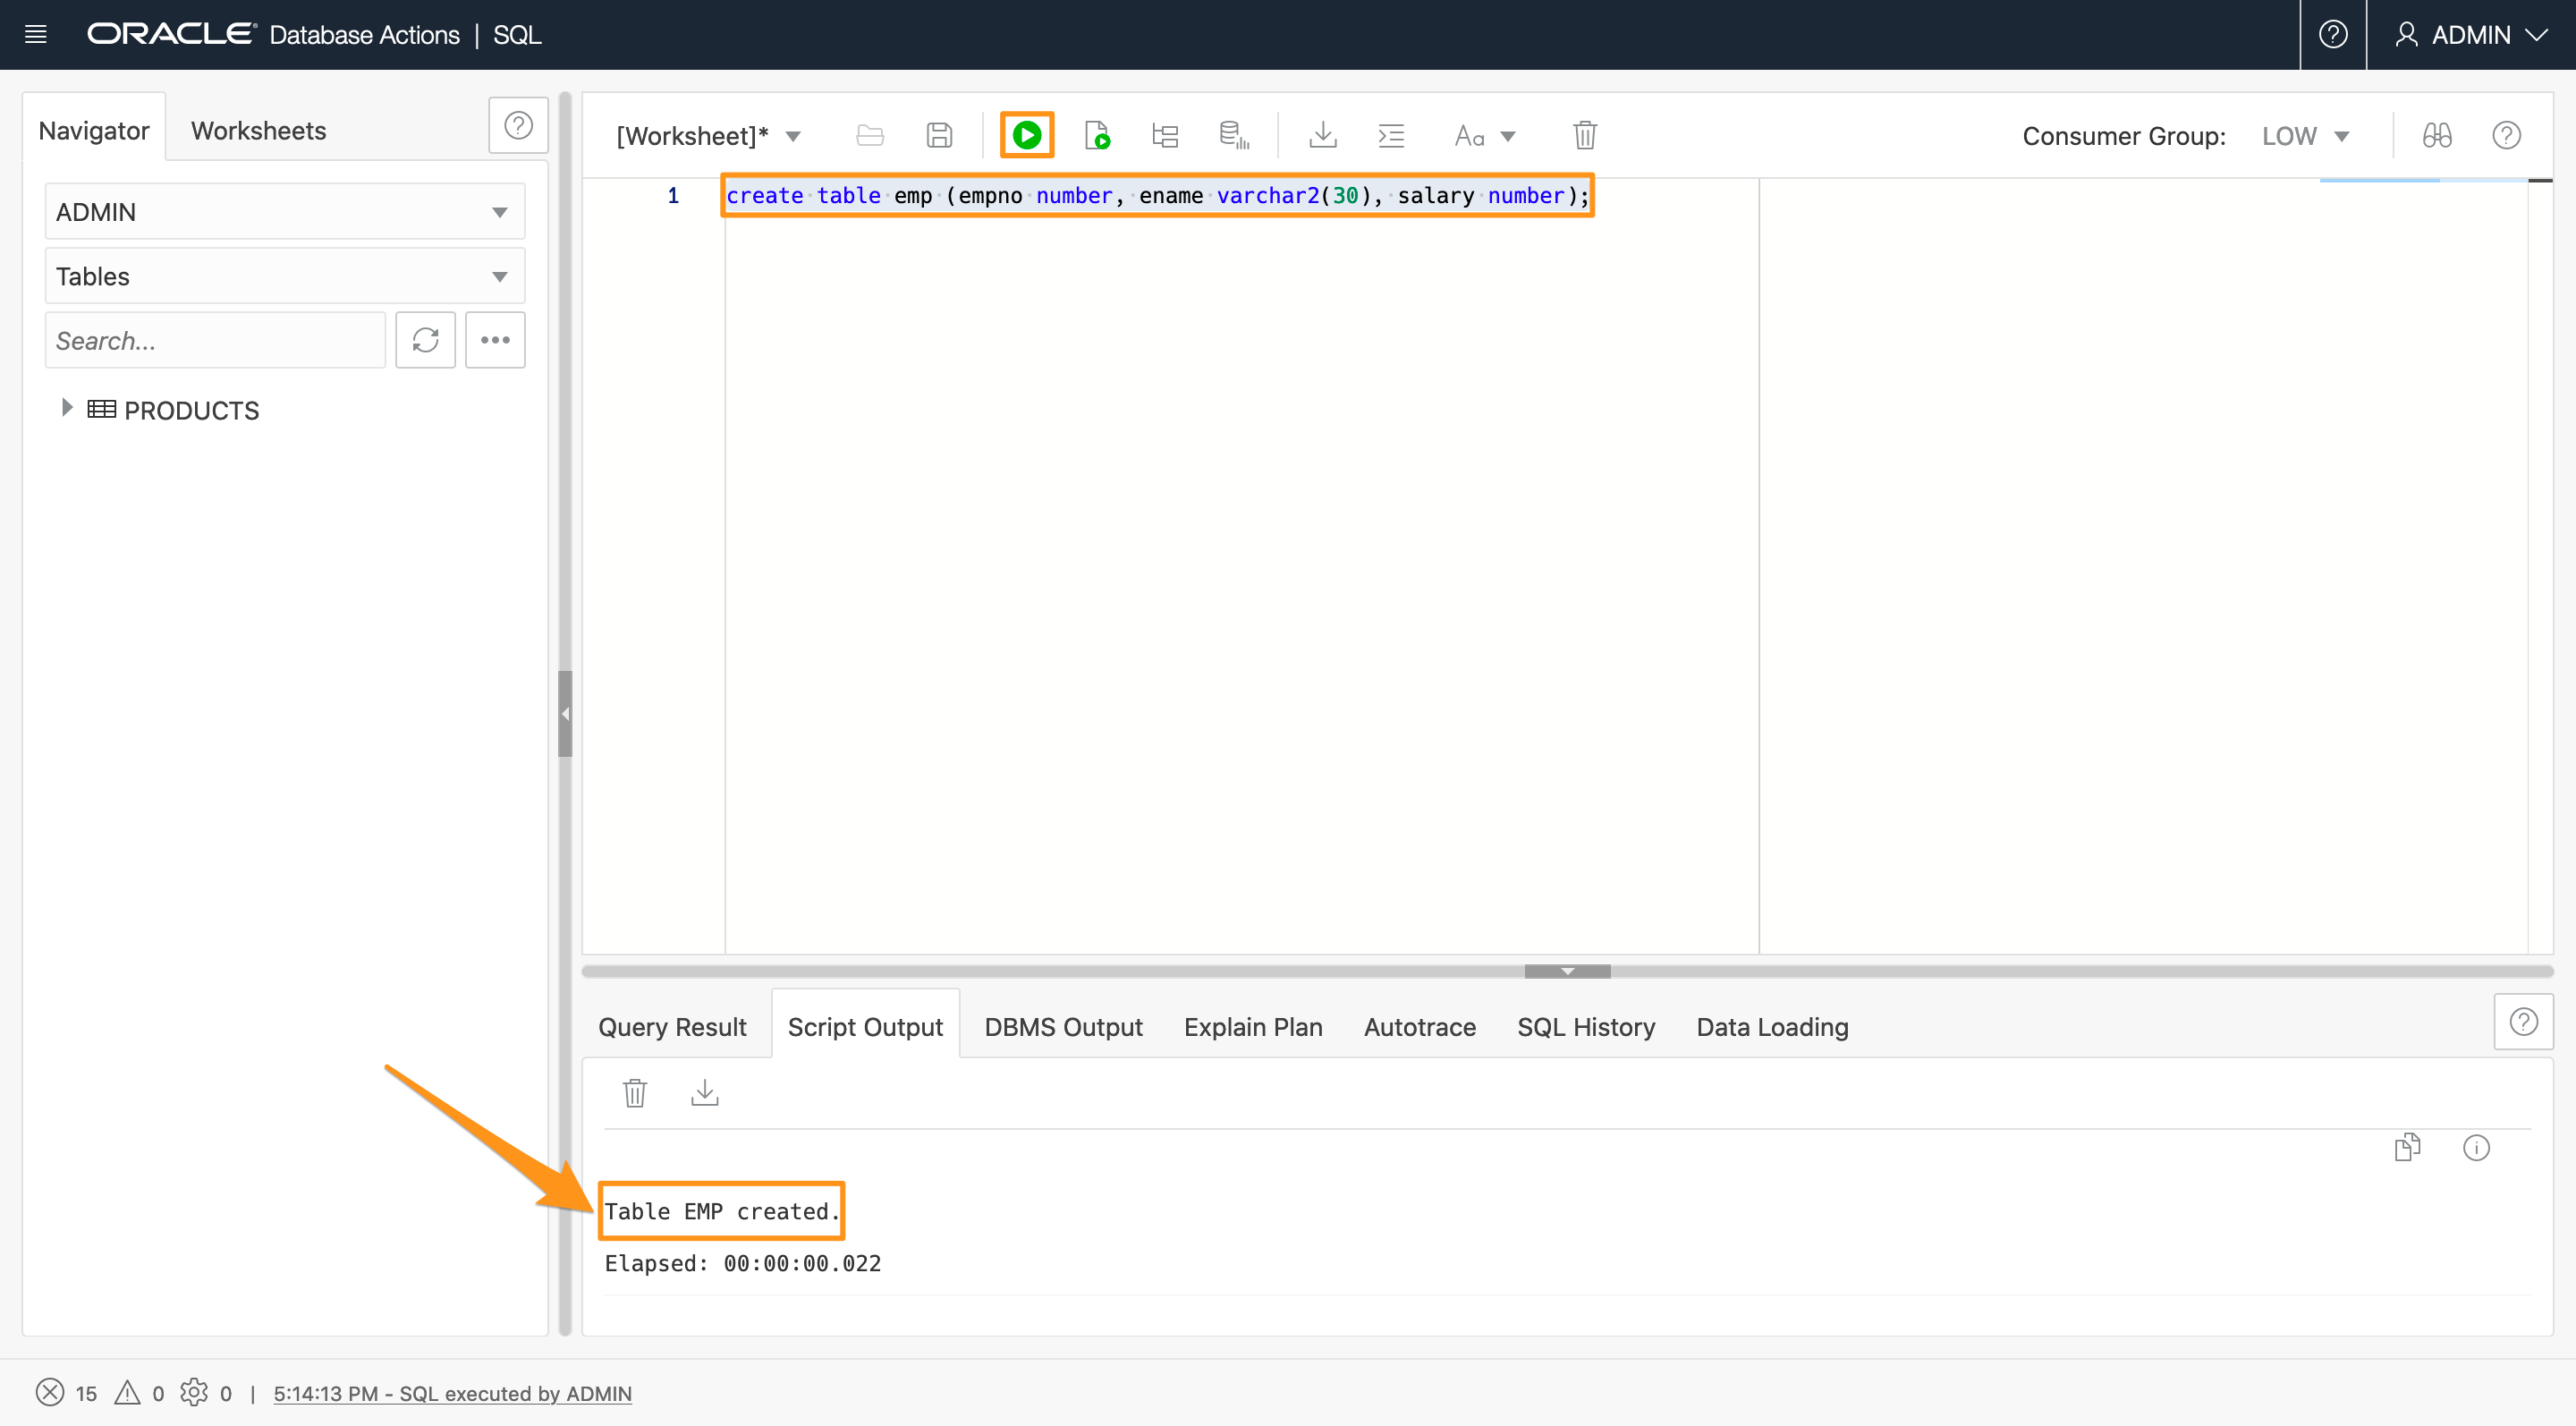 ORACLE Database Actions | SQL
ADMIN
Navigator
Worksheets
ADMIN
Tables
Search...
PRODUCTS
[Worksheet]*
Aa
Consumer Group: LOW
1 create table emp (empno number, ename varchar2(30), salary number);
Query Result
Script Output
DBMS Output
Explain Plan
Autotrace
SQL History
Data Loading
Table EMP created.
Elapsed: 00:00:00.022
15 0 0 | 5:14:13 PM - SQL executed by ADMIN